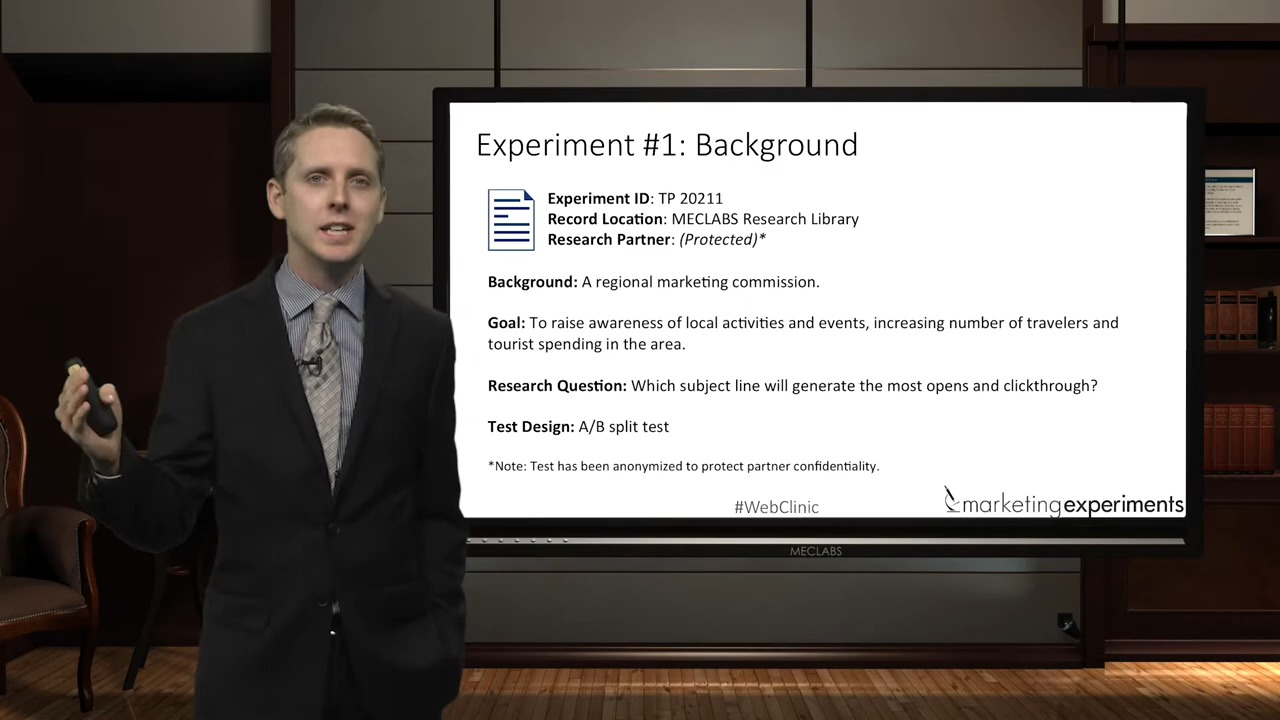 Experiment #1: Background
Experiment ID: TP 20211
Record Location: MECLABS Research Library
Research Partner: (Protected)*
Background: A regional marketing commission.
Goal: To raise awareness of local activities and events, increasing number of travelers and
tourist spending in the area.
Research Question: Which subject line will generate the most opens and clickthrough?
Test Design: A/B split test
*Note: Test has been anonymized to protect partner confidentiality.
#WebClinic
marketingexperiments
MECLABS